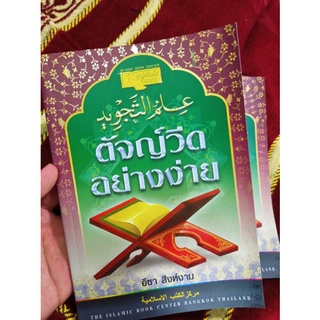 علم التجويد
ตัจญ์วีด
อย่างง่าย
อีซา สิงห์งาม
مركز الكتب الاسلامية
THE ISLAMIC BOOK CENTER BANGKOK THAILAND